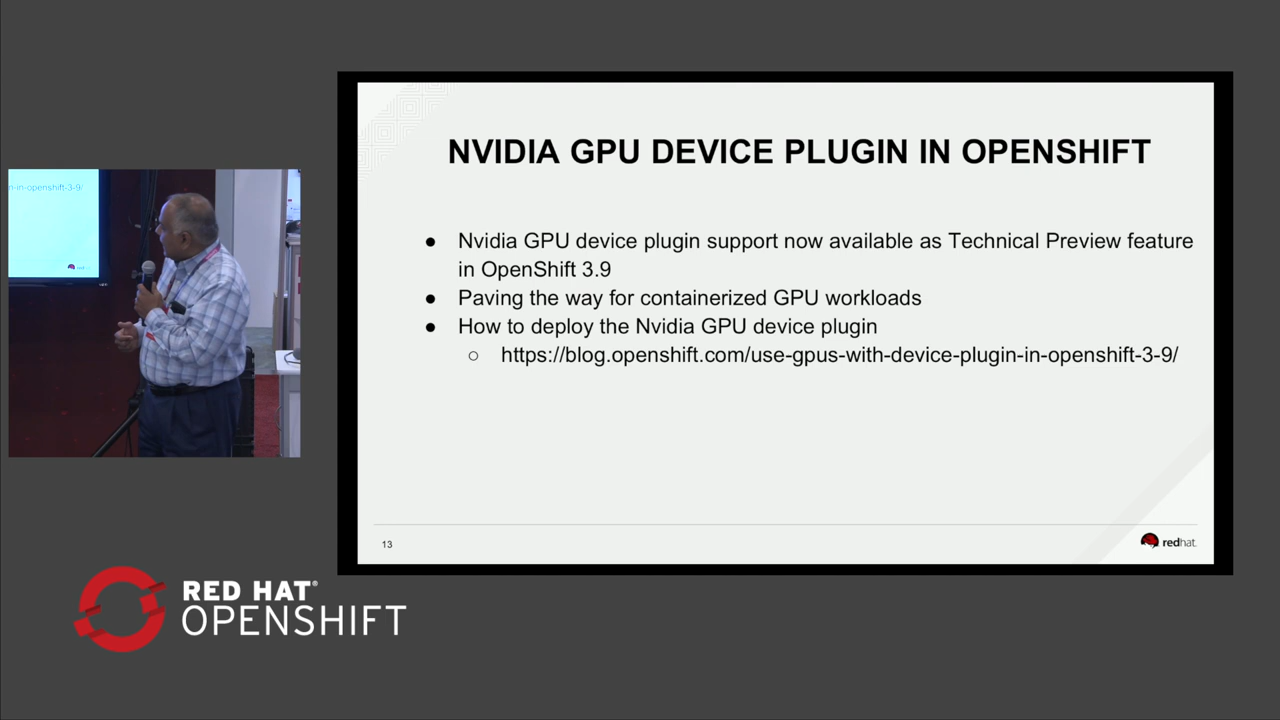 NVIDIA GPU DEVICE PLUGIN IN OPENSHIFT
● Nvidia GPU device plugin support now available as Technical Preview feature
in OpenShift 3.9
● Paving the way for containerized GPU workloads
● How to deploy the Nvidia GPU device plugin
○ https://blog.openshift.com/use-gpus-with-device-plugin-in-openshift-3-9/
13
redhat.
n-in-openshift-3-9/
RED HAT®
OPENSHIFT